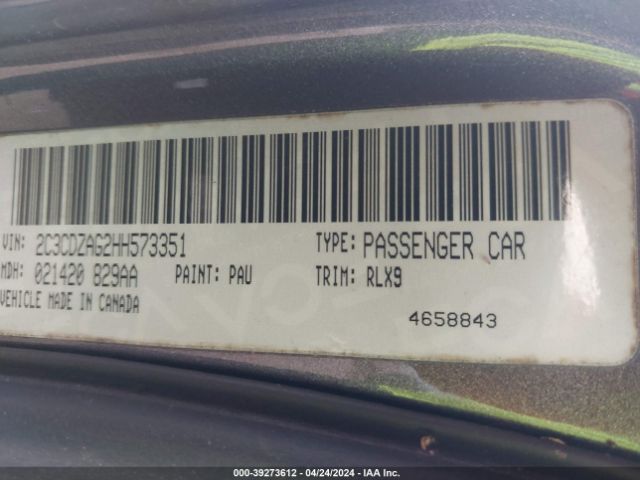 VIN: 2C3CDZAG2HH573351 TYPE: PASSENGER CAR
MDH: 021420 829AA PAINT: PAU TRIM: RLX9
VEHICLE MADE IN CANADA
4658843
000-39273612 - 04/24/2024 - IAA Inc.